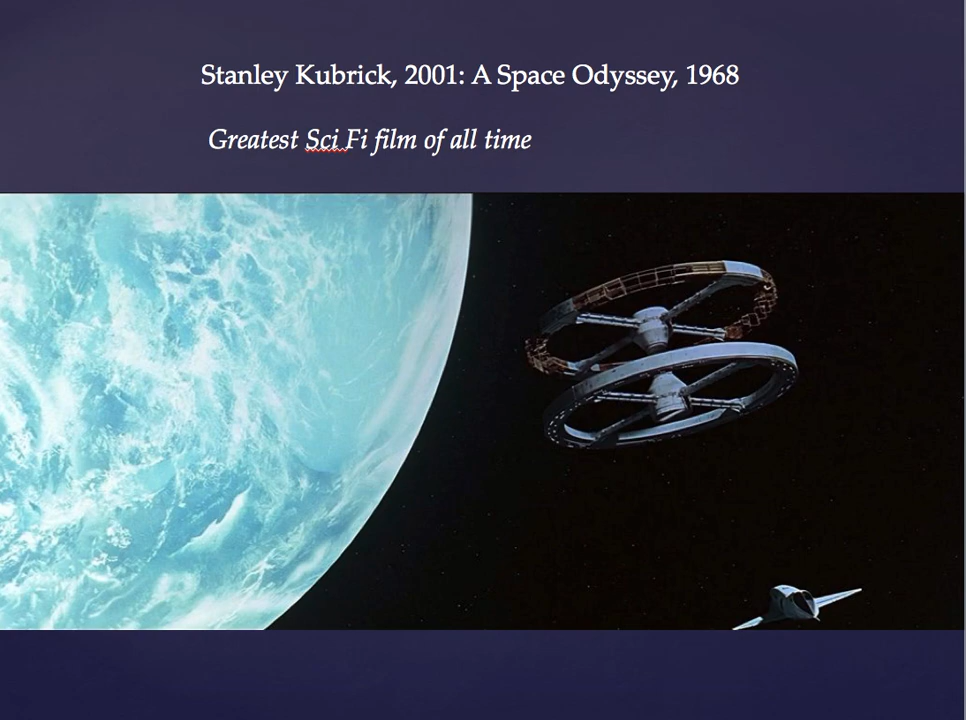 Stanley Kubrick, 2001: A Space Odyssey, 1968
Greatest Sci Fi film of all time